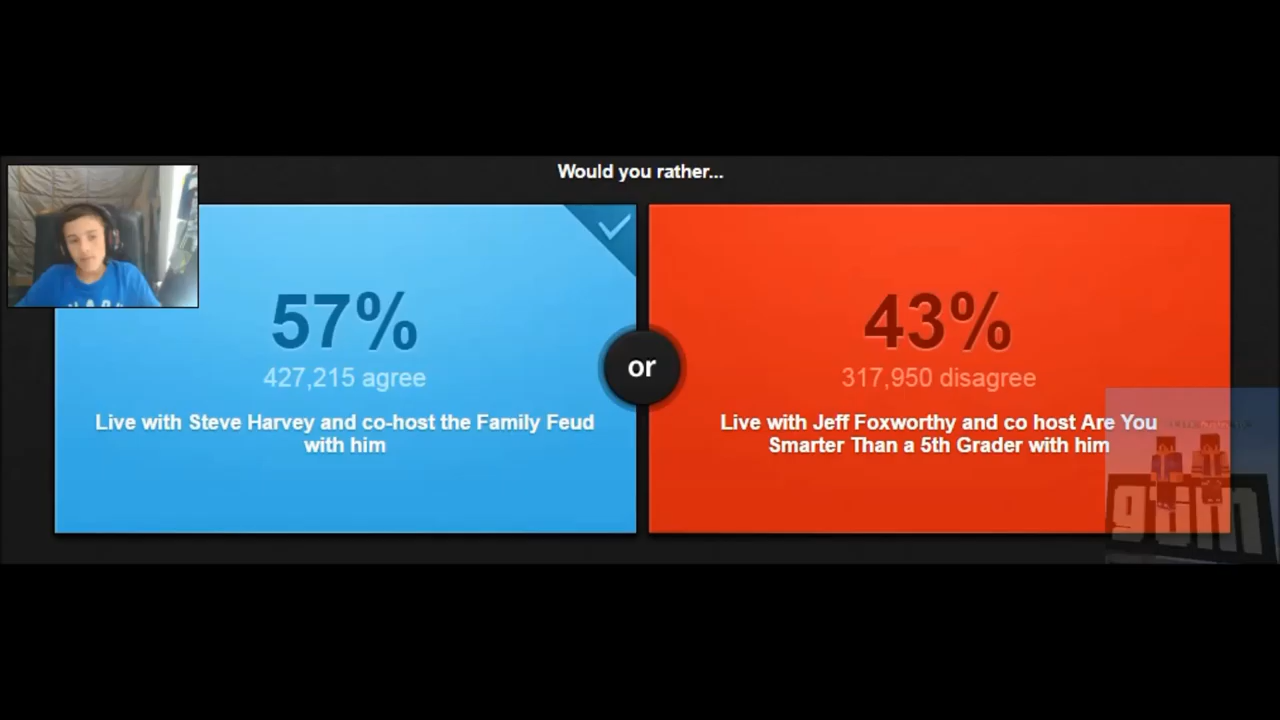 Would you rather...
57%
427,215 agree
Live with Steve Harvey and co-host the Family Feud
with him
or
43%
317,950 disagree
Live with Jeff Foxworthy and co host Are You
Smarter Than a 5th Grader with him
gum